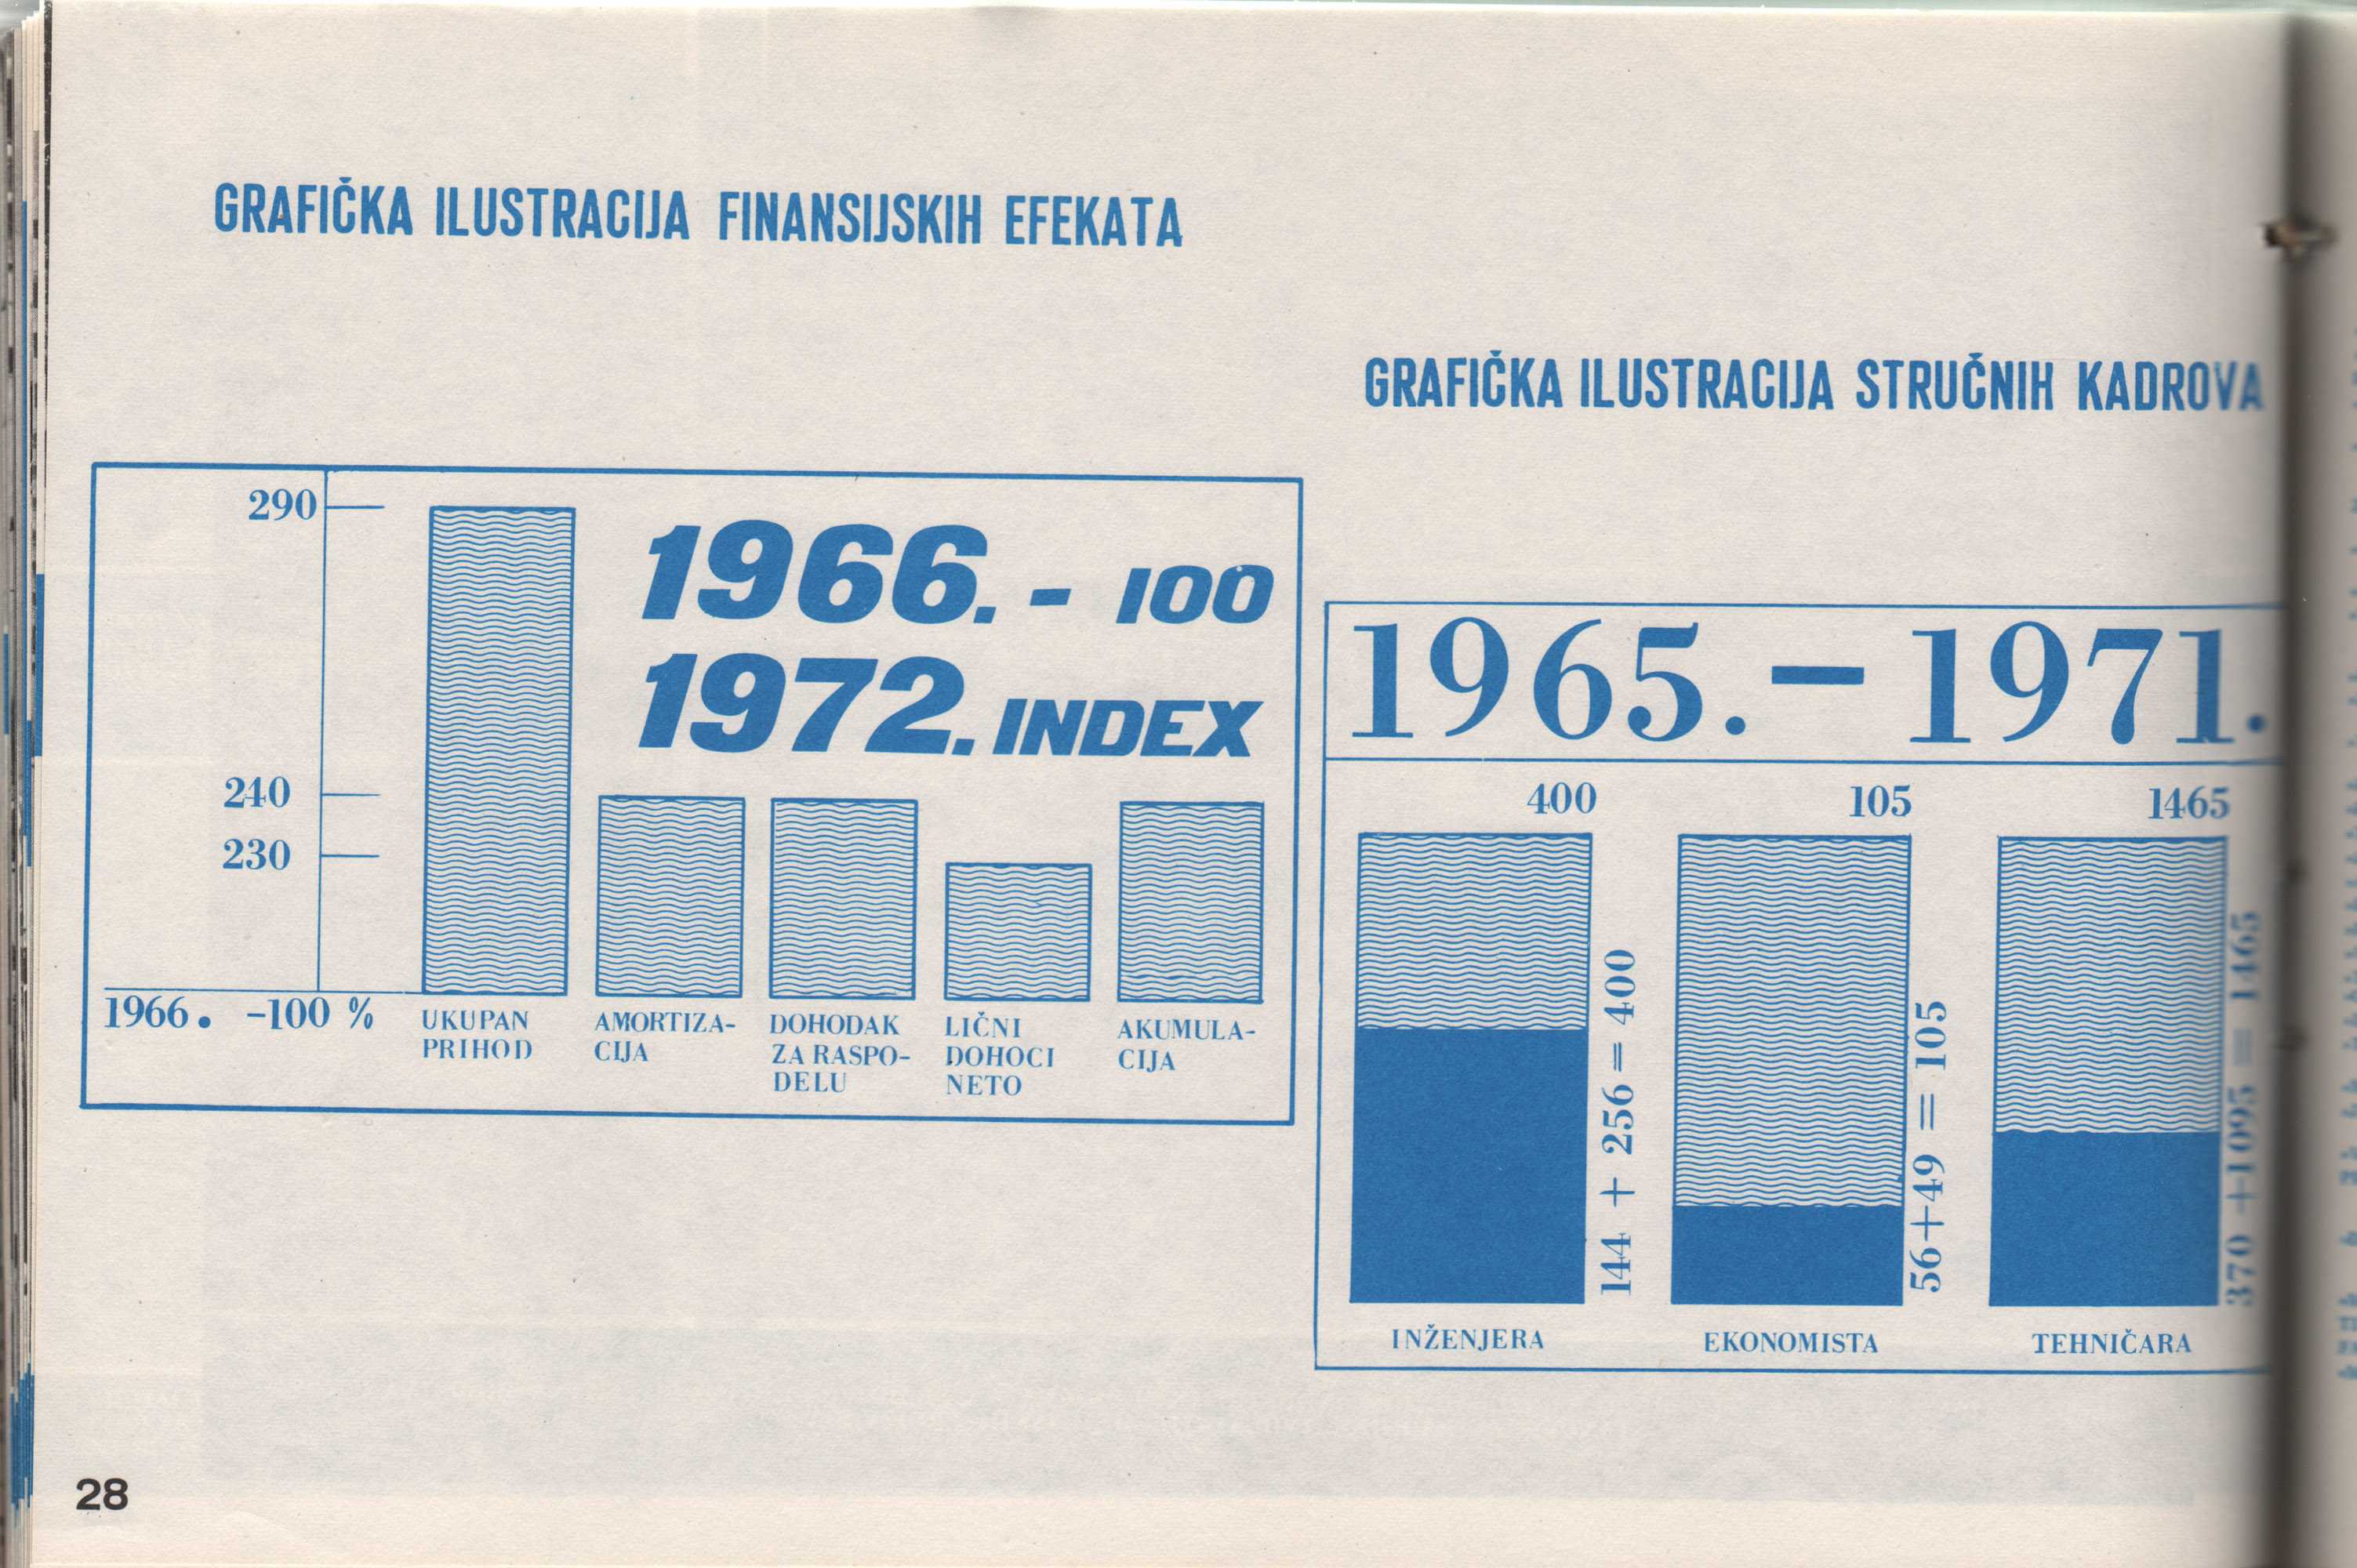 GRAFIČKA ILUSTRACIJA FINANSIJSKIH EFEKATA
290
240
230
1966. -100 %
1966. - 100
1972. INDEX
UKUPAN
PRIHOD
AMORTIZA-
CIJA
DOHODAK
ZA RASPO-
DELU
LIČNI
DOHOCI
NETO
AKUMULA-
CIJA
GRAFIČKA ILUSTRACIJA STRUČNIH KADROVA
1965. - 1971.
400
105
1465
144 + 256 = 400
56+49 = 105
370 +1095 = 1465
INŽENJERA
EKONOMISTA
TEHNIČARA
28